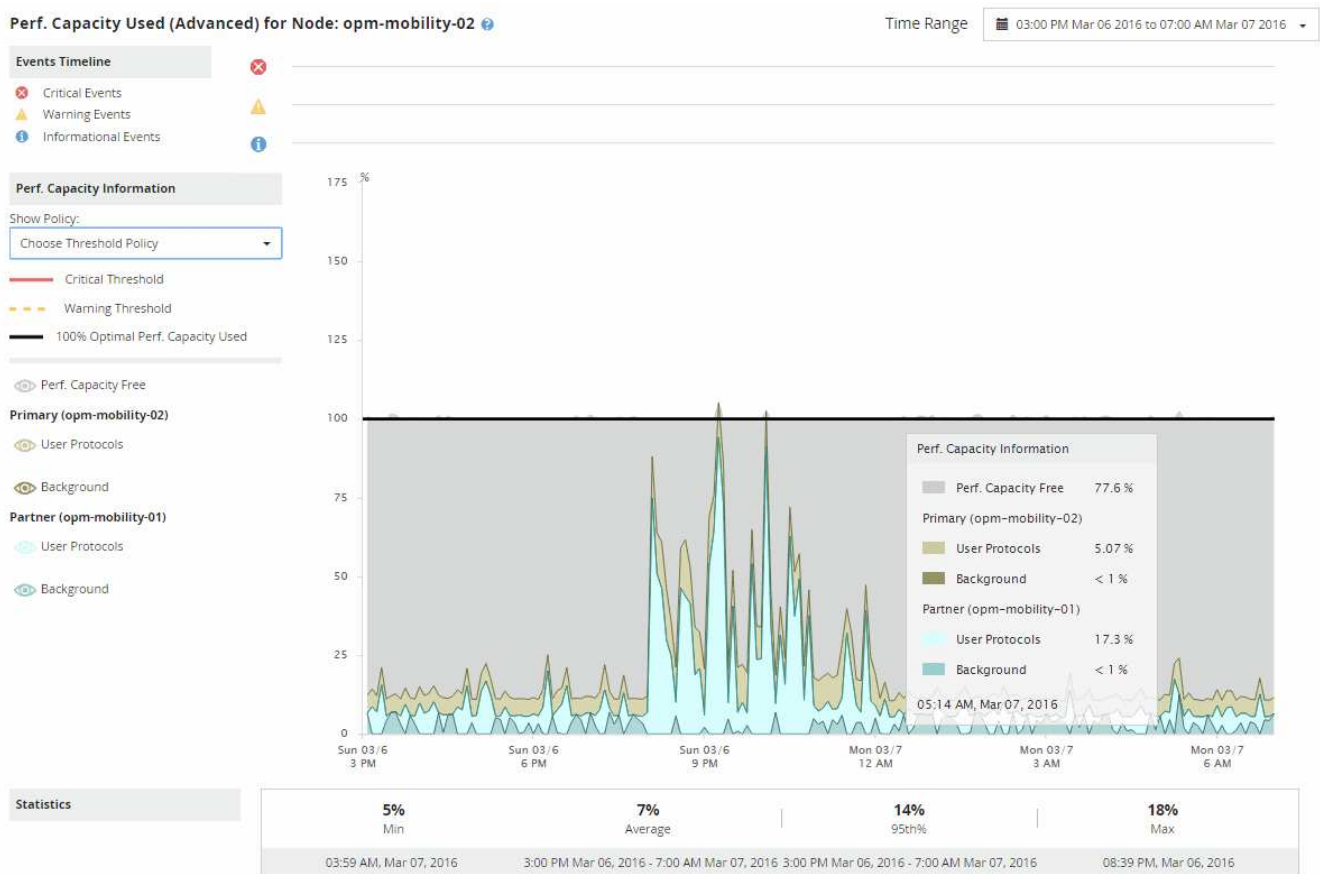 Perf. Capacity Used (Advanced) for Node: opm-mobility-02 ?
Time Range
03:00 PM Mar 06 2016 to 07:00 AM Mar 07 2016
Events Timeline
Critical Events
Warning Events
Informational Events
Perf. Capacity Information
Show Policy:
Choose Threshold Policy
Critical Threshold
Warning Threshold
100% Optimal Perf. Capacity Used
Perf. Capacity Free
Primary (opm-mobility-02)
User Protocols
Background
Partner (opm-mobility-01)
User Protocols
Background
175 %
150
125
100
75
50
25
0
Sun 03/6
3 PM
Sun 03/6
6 PM
Sun 03/6
9 PM
Mon 03/7
12 AM
Mon 03/7
3 AM
Mon 03/7
6 AM
Perf. Capacity Information
Perf. Capacity Free 77.6 %
Primary (opm-mobility-02)
User Protocols 5.07 %
Background < 1 %
Partner (opm-mobility-01)
User Protocols 17.3 %
Background < 1 %
05:14 AM, Mar 07, 2016
Statistics
5%
Min
03:59 AM, Mar 07, 2016
7%
Average
3:00 PM Mar 06, 2016 - 7:00 AM Mar 07, 2016
14%
95th%
3:00 PM Mar 06, 2016 - 7:00 AM Mar 07, 2016
18%
Max
08:39 PM, Mar 06, 2016